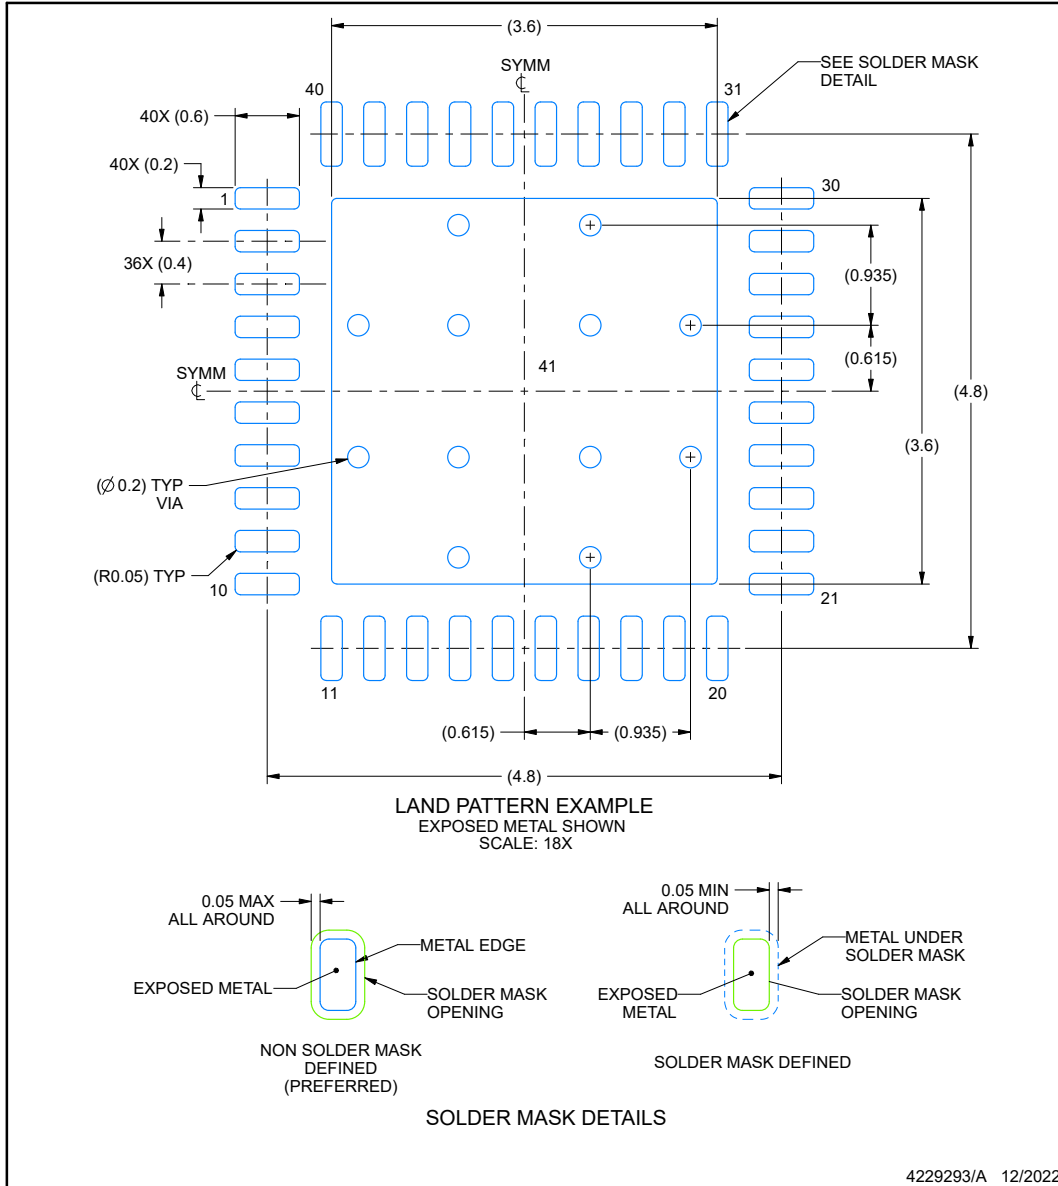 (3.6)
SYMM
℄
SEE SOLDER MASK
DETAIL
40
31
40X (0.6)
40X (0.2)
1
30
36X (0.4)
(0.935)
(0.615)
41
SYMM
℄
(4.8)
(3.6)
(Ø 0.2) TYP
VIA
(R0.05) TYP
10
21
11
20
(0.615)
(0.935)
(4.8)
LAND PATTERN EXAMPLE
EXPOSED METAL SHOWN
SCALE: 18X
0.05 MAX
ALL AROUND
METAL EDGE
EXPOSED METAL
SOLDER MASK
OPENING
NON SOLDER MASK
DEFINED
(PREFERRED)
0.05 MIN
ALL AROUND
METAL UNDER
SOLDER MASK
EXPOSED
METAL
SOLDER MASK
OPENING
SOLDER MASK DEFINED
SOLDER MASK DETAILS
4229293/A 12/2022